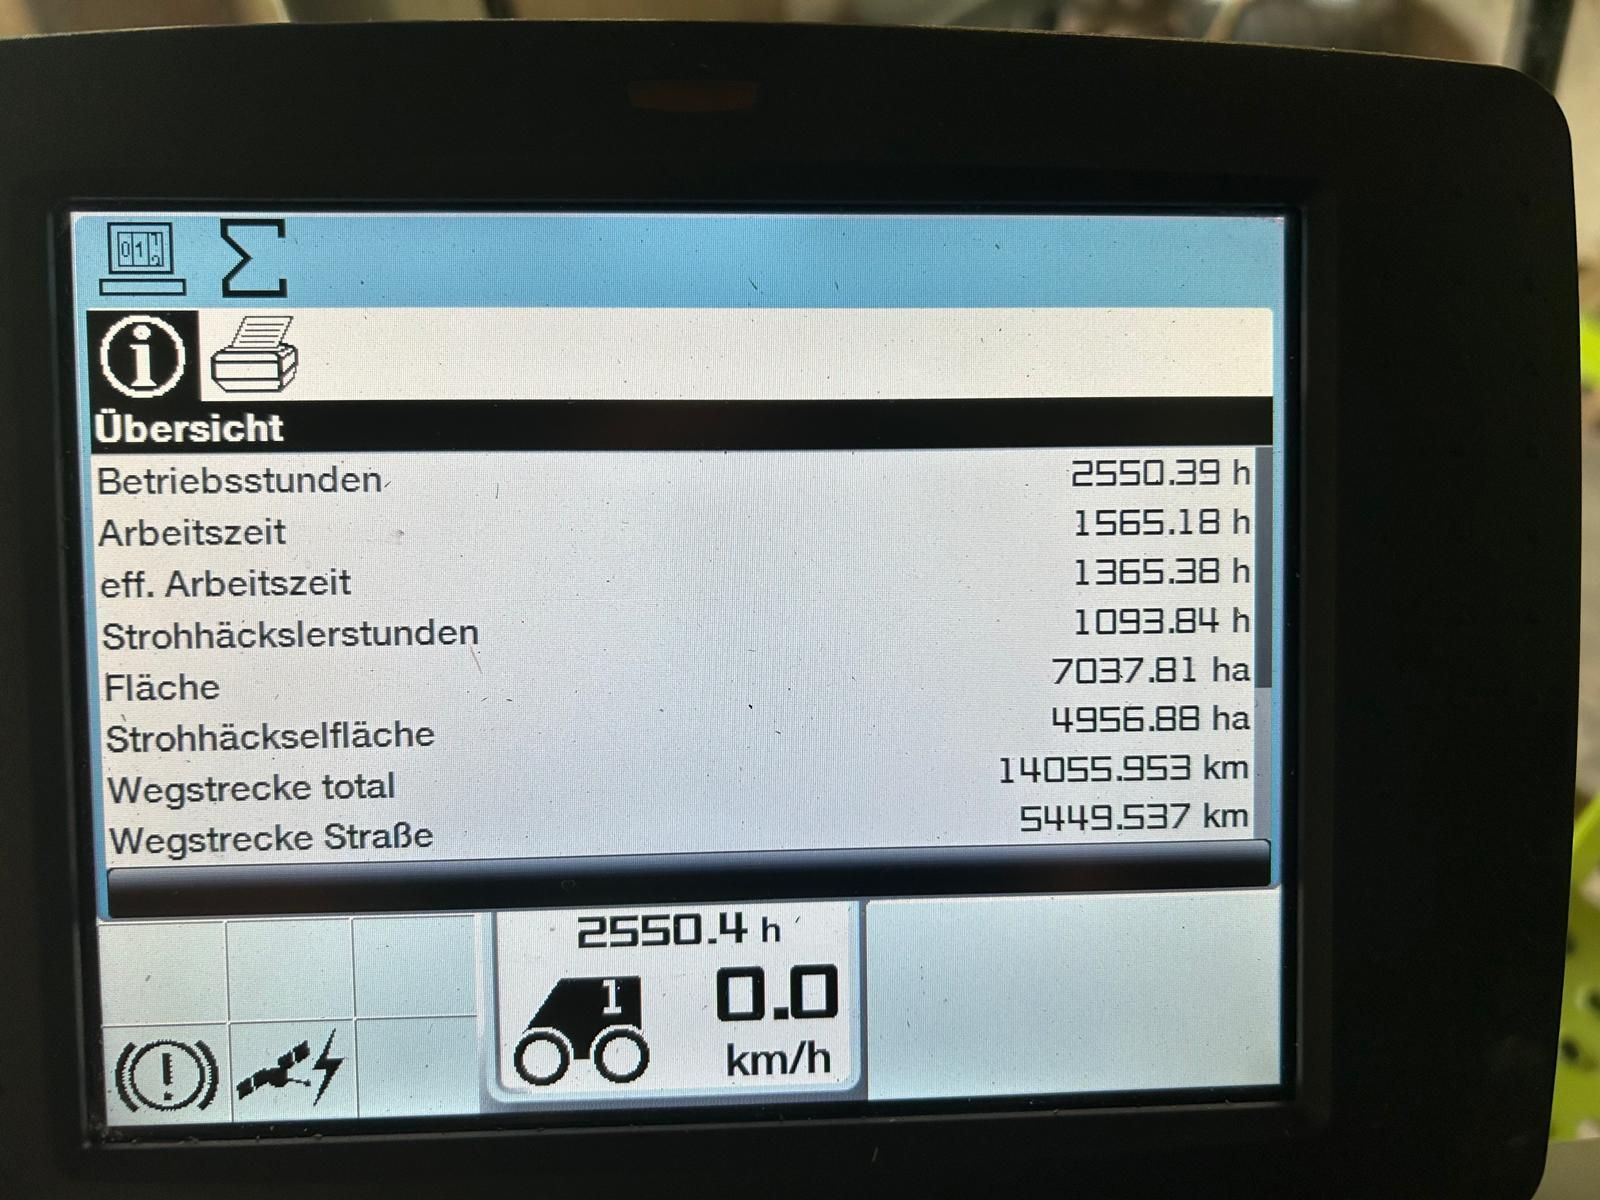 Übersicht
Betriebsstunden 2550.39 h
Arbeitszeit 1565.18 h
eff. Arbeitszeit 1365.38 h
Strohhäckslerstunden 1093.84 h
Fläche 7037.81 ha
Strohhäckselfläche 4956.88 ha
Wegstrecke total 14055.953 km
Wegstrecke Straße 5449.537 km
2550.4 h
1 0.0
km/h